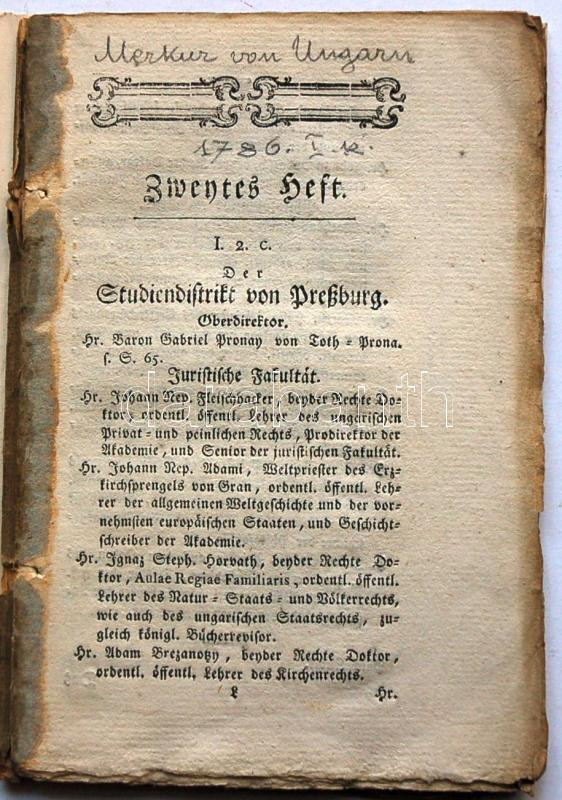 Merkur von Ungarn
1786. I. k.
Zweytes Heft.
I. 2. c.
Der
Studiendistrikt von Preßburg.
Oberdirektor.
Hr. Baron Gabriel Pronay von Toth = Prona.
s. S. 65.
Juristische Fakultät.
Hr. Johann Nep. Fleischhacker, beyder Rechte Do=
ktor, ordentl. öffentl. Lehrer des ungarischen
Privat = und peinlichen Rechts, Prodirektor der
Akademie, und Senior der juristischen Fakultät.
Hr. Johann Nep. Adami, Weltpriester des Erz=
kirchsprengels von Gran, ordentl. öffentl. Leh=
rer der allgemeinen Weltgeschichte und der vor=
nehmsten europäischen Staaten, und Geschicht=
schreiber der Akademie.
Hr. Ignaz Steph. Horvath, beyder Rechte Do=
ktor, Aulae Regiae Familiaris, ordentl. öffentl.
Lehrer des Natur = Staats = und Völkerrechts,
wie auch des ungarischen Staatsrechts, zu=
gleich königl. Bücherrevisor.
Hr. Adam Brezanotzy, beyder Rechte Doktor,
ordentl. öffentl. Lehrer des Kirchenrechts.
L Hr.